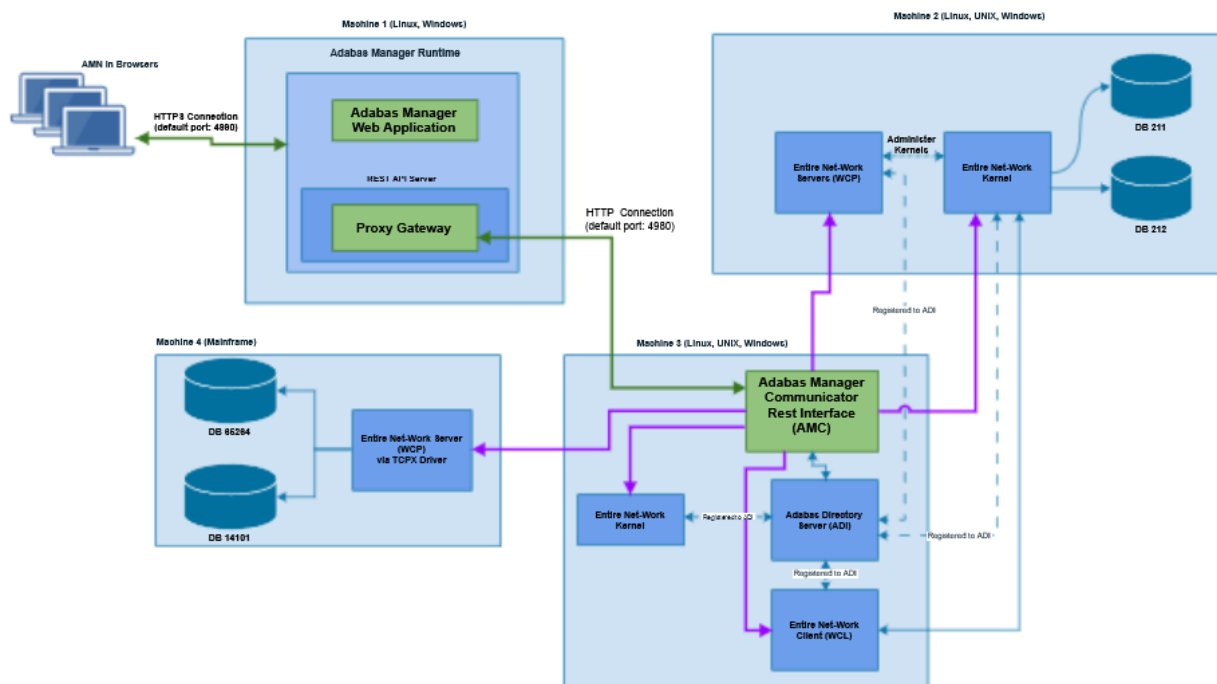 Machine 1 (Linux, Windows)
Machine 2 (Linux, UNIX, Windows)
Adabas Manager Runtime
AMN in Browsers
HTTPS Connection
(default port: 4980)
Adabas Manager
Web Application
REST API Server
Proxy Gateway
HTTP Connection
(default port: 4980)
Entire Net-Work
Servers (WCP)
Administer
Kernels
Entire Net-Work
Kernel
DB 211
DB 212
Registered to ADI
Machine 4 (Mainframe)
DB 65264
DB 14101
Entire Net-Work Server
(WCP)
via TCPX Driver
Machine 3 (Linux, UNIX, Windows)
Adabas Manager
Communicator
Rest Interface
(AMC)
Entire Net-Work
Kernel
Registered to ADI
Adabas Directory
Server (ADI)
Registered to ADI
Registered to ADI
Entire Net-Work
Client (WCL)